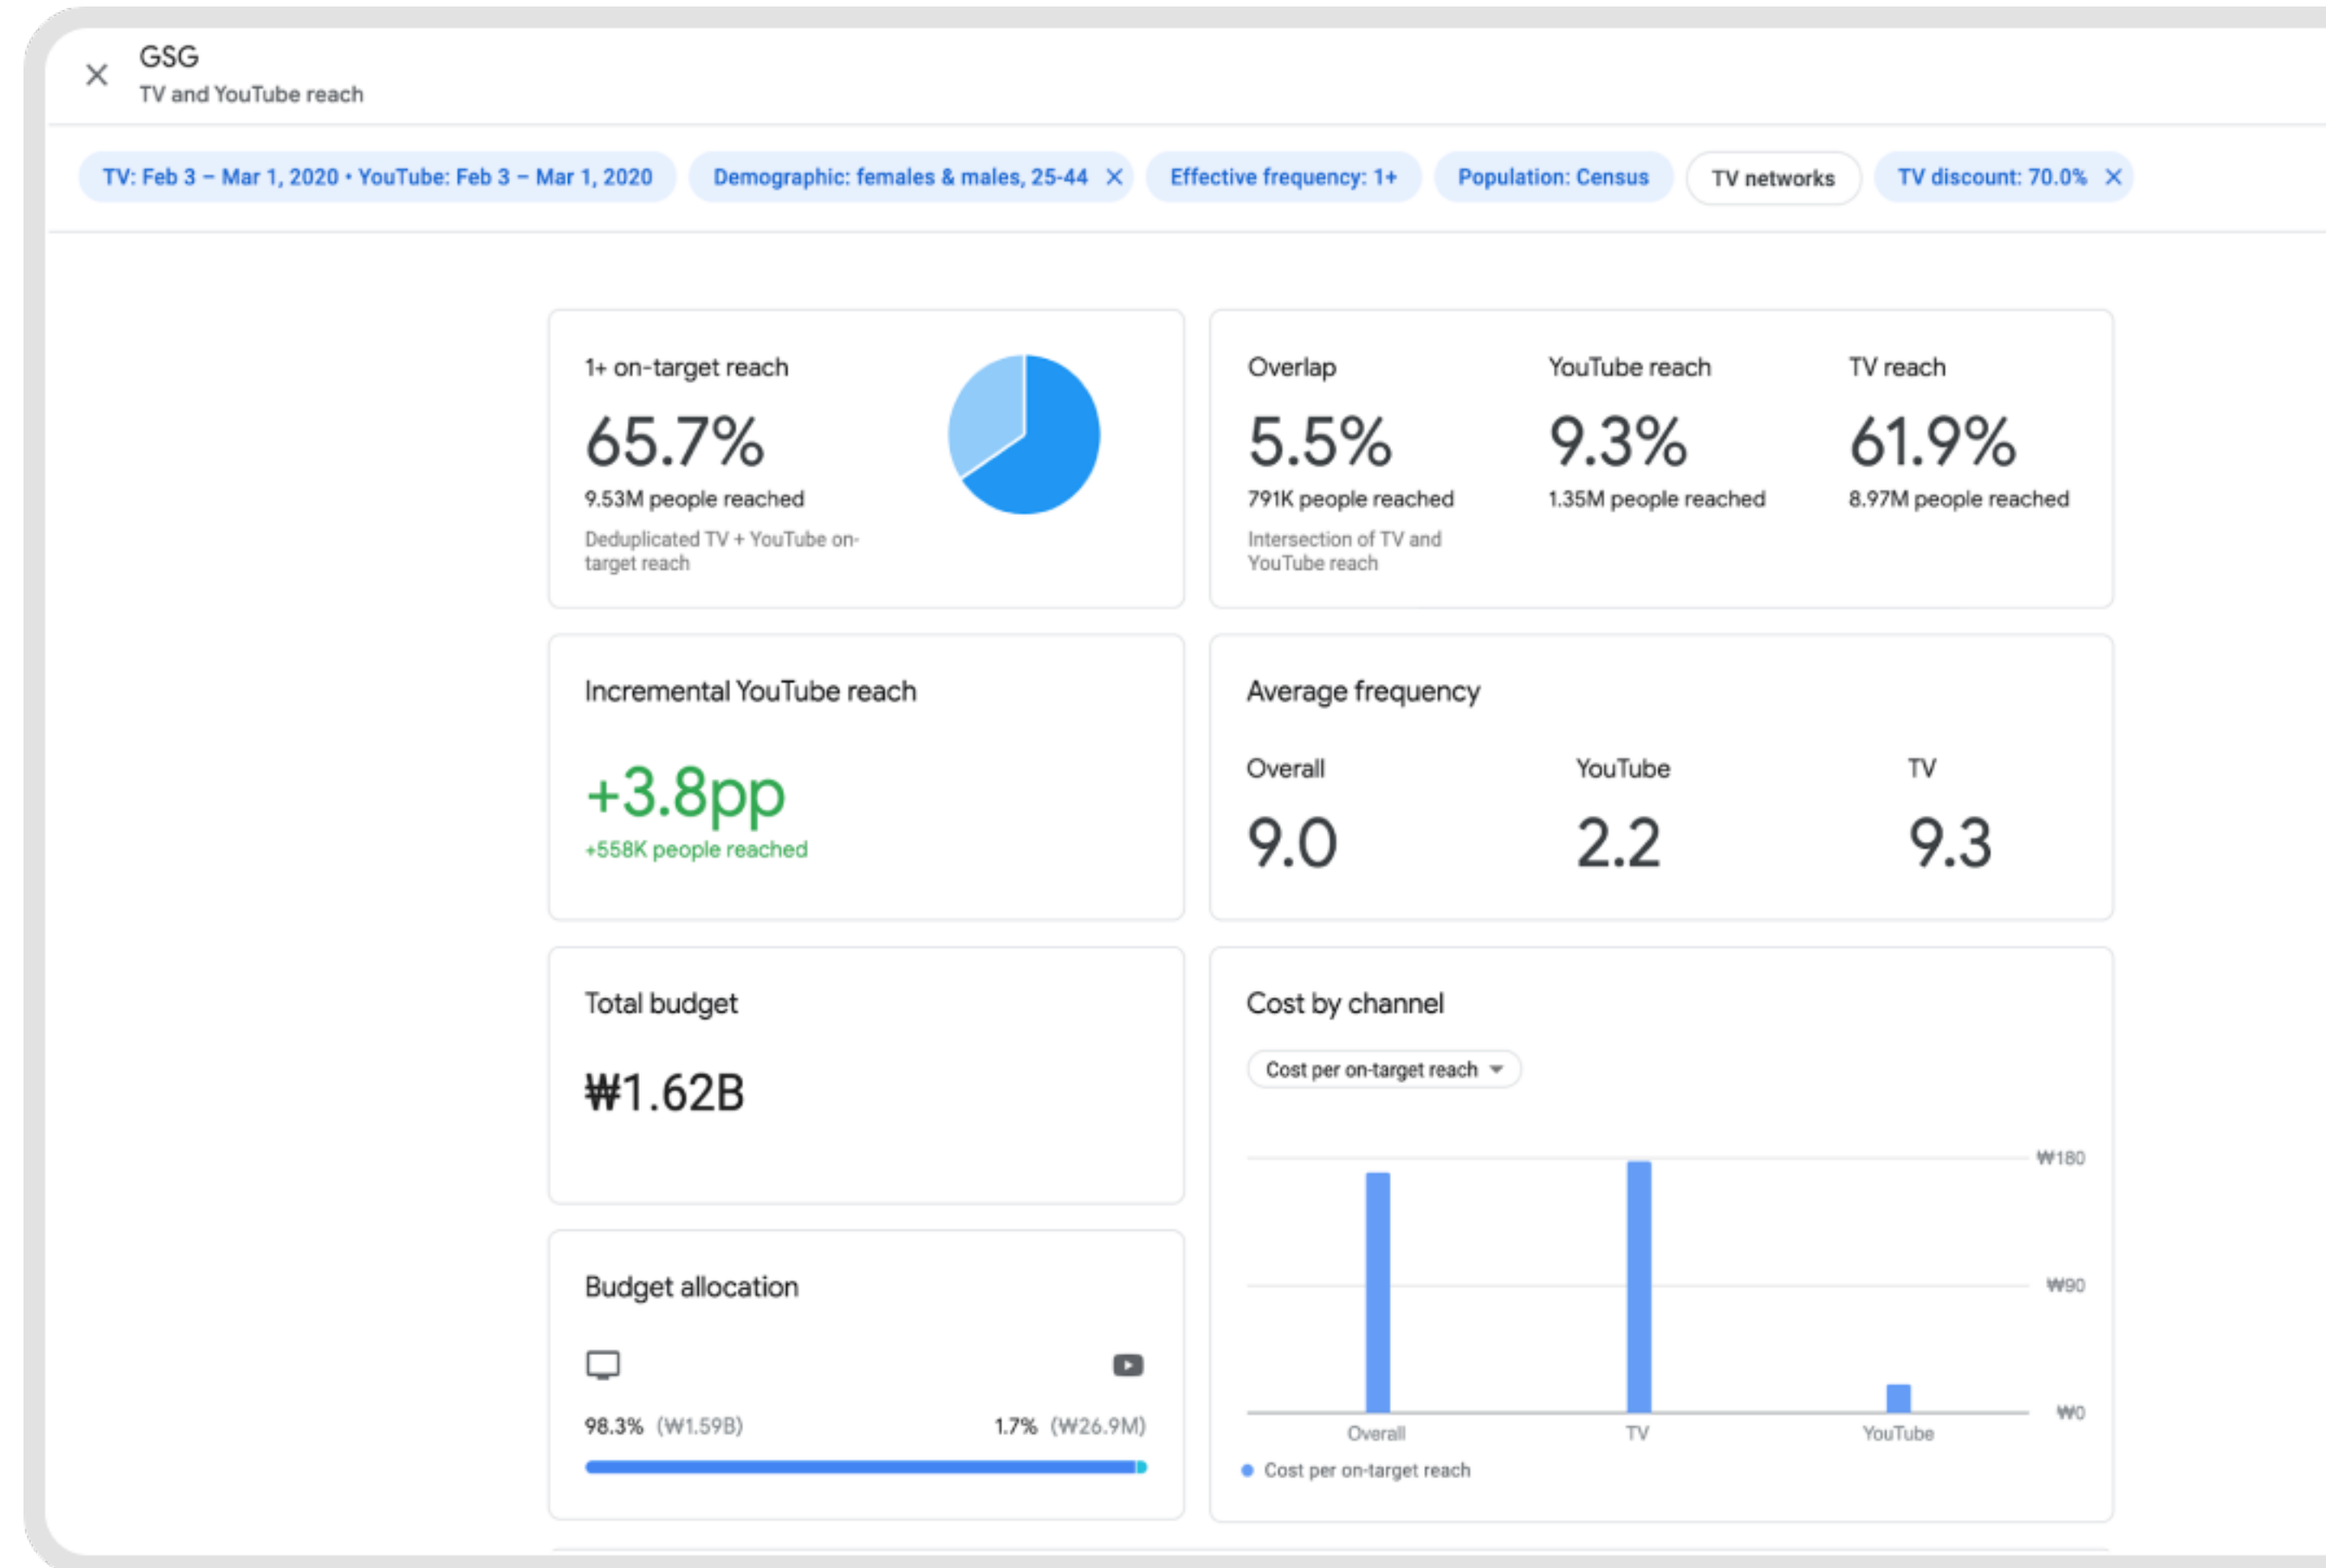 GSG
TV and YouTube reach
TV: Feb 3 – Mar 1, 2020 • YouTube: Feb 3 – Mar 1, 2020
Demographic: females & males, 25-44
Effective frequency: 1+
Population: Census
TV networks
TV discount: 70.0%
1+ on-target reach
65.7%
9.53M people reached
Deduplicated TV + YouTube on-
target reach
Overlap
5.5%
791K people reached
Intersection of TV and
YouTube reach
YouTube reach
9.3%
1.35M people reached
TV reach
61.9%
8.97M people reached
Incremental YouTube reach
+3.8pp
+558K people reached
Average frequency
Overall
9.0
YouTube
2.2
TV
9.3
Total budget
₩1.62B
Cost by channel
Cost per on-target reach
₩180
₩90
₩0
Overall
TV
YouTube
Cost per on-target reach
Budget allocation
98.3% (₩1.59B)
1.7% (₩26.9M)